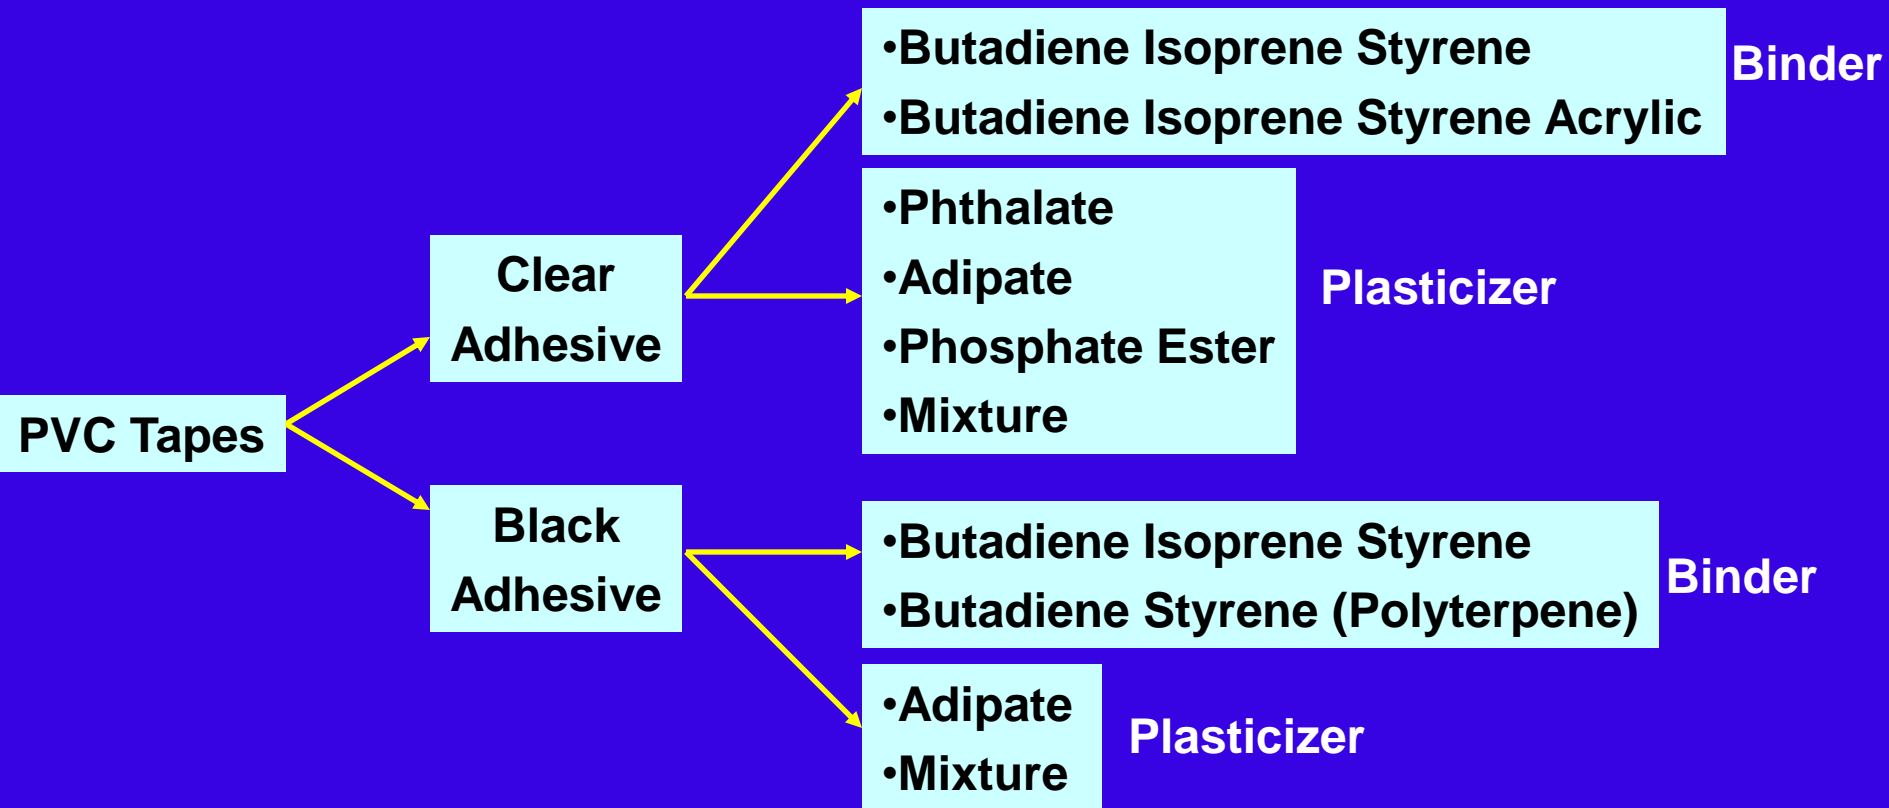 •Butadiene Isoprene Styrene
•Butadiene Isoprene Styrene Acrylic
Binder
•Phthalate
•Adipate
•Phosphate Ester
•Mixture
Plasticizer
Clear
Adhesive
PVC Tapes
Black
Adhesive
•Butadiene Isoprene Styrene
•Butadiene Styrene (Polyterpene)
Binder
•Adipate
•Mixture
Plasticizer